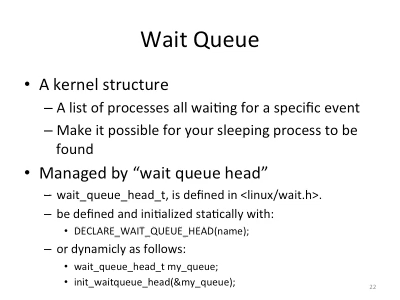 Wait Queue
• A kernel structure
– A list of processes all waiting for a specific event
– Make it possible for your sleeping process to be
found
• Managed by “wait queue head”
– wait_queue_head_t, is defined in <linux/wait.h>.
– be defined and initialized statically with:
• DECLARE_WAIT_QUEUE_HEAD(name);
– or dynamicly as follows:
• wait_queue_head_t my_queue;
• init_waitqueue_head(&my_queue);
22